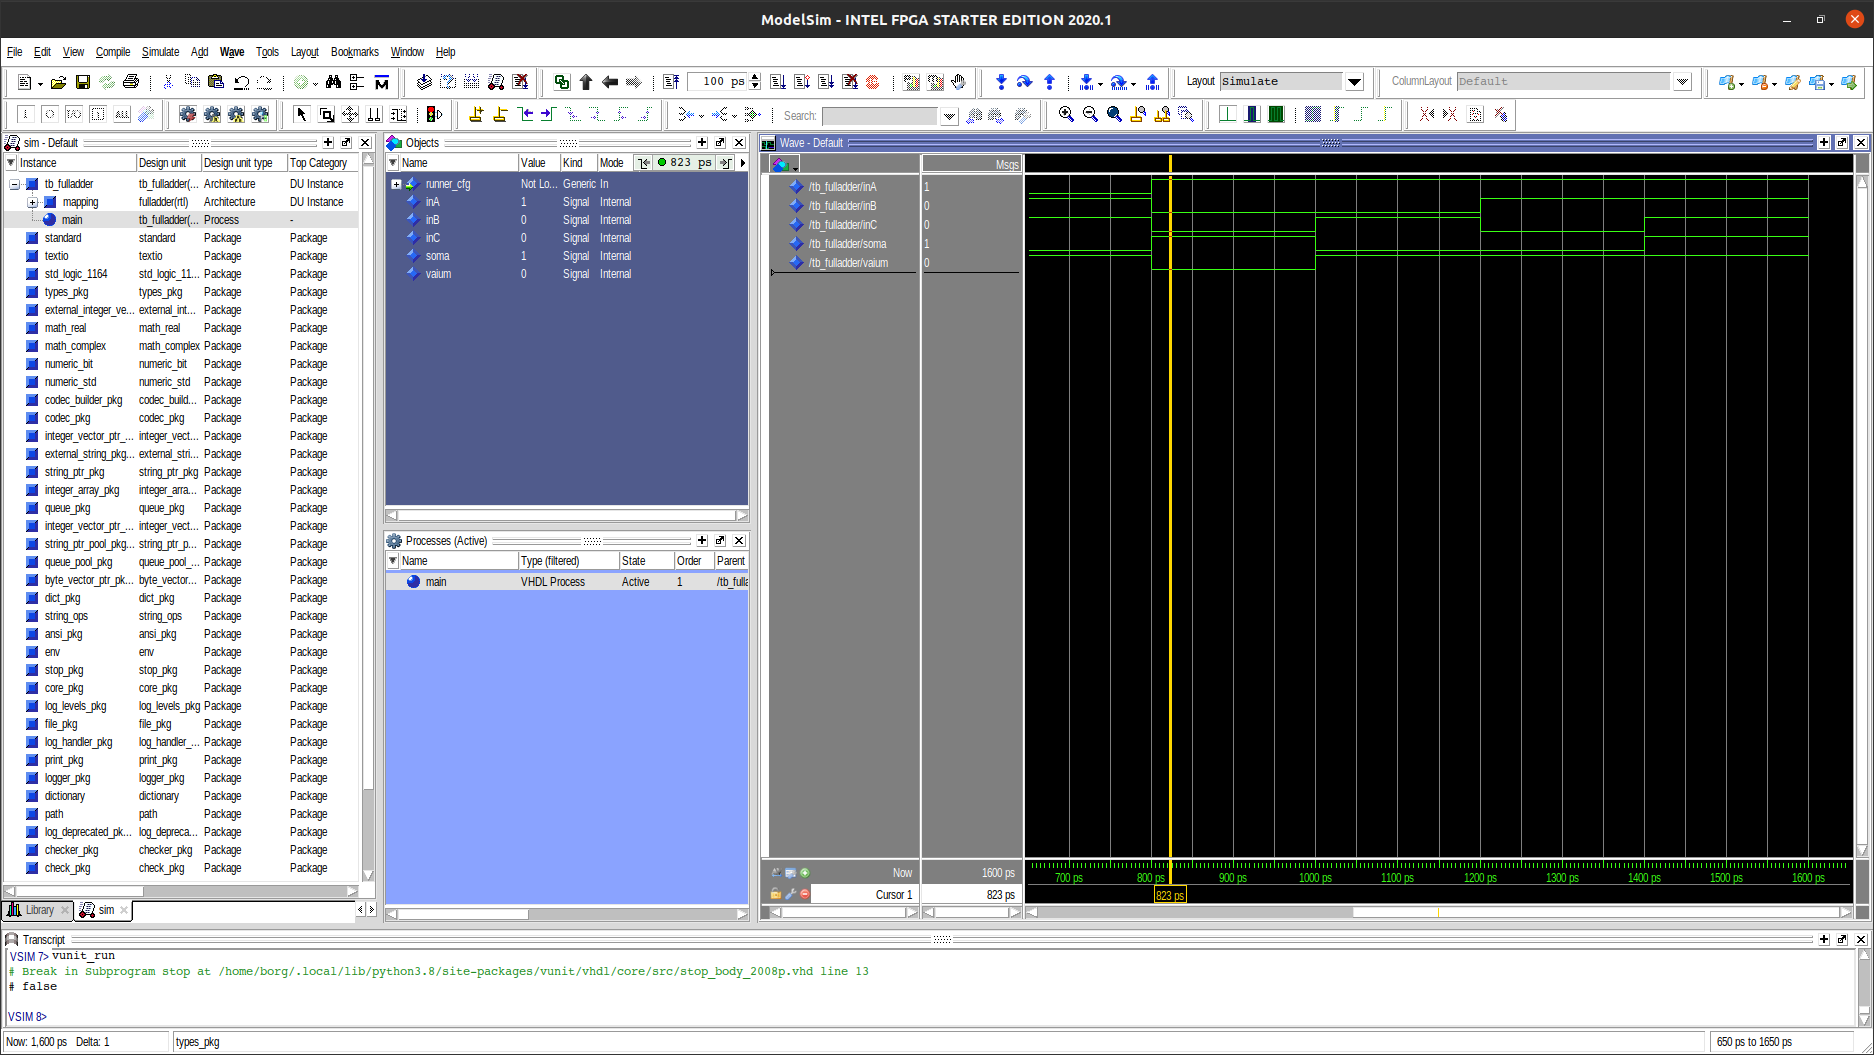 ModelSim - INTEL FPGA STARTER EDITION 2020.1
File Edit View Compile Simulate Add Wave Tools Layout Bookmarks Window Help
100 ps
Layout Simulate
ColumnLayout Default
Search:
sim - Default
Instance Design unit Design unit type Top Category
tb_fulladder tb_fulladder(... Architecture DU Instance
mapping fulladder(rtl) Architecture DU Instance
main tb_fulladder(... Process -
standard standard Package Package
textio textio Package Package
std_logic_1164 std_logic_11... Package Package
types_pkg types_pkg Package Package
external_integer_ve... external_int... Package Package
math_real math_real Package Package
math_complex math_complex Package Package
numeric_bit numeric_bit Package Package
numeric_std numeric_std Package Package
codec_builder_pkg codec_build... Package Package
codec_pkg codec_pkg Package Package
integer_vector_ptr_... integer_vect... Package Package
external_string_pkg... external_stri... Package Package
string_ptr_pkg string_ptr_pkg Package Package
integer_array_pkg integer_arra... Package Package
queue_pkg queue_pkg Package Package
integer_vector_ptr_... integer_vect... Package Package
string_ptr_pool_pkg... string_ptr_p... Package Package
queue_pool_pkg queue_pool_... Package Package
byte_vector_ptr_pk... byte_vector... Package Package
dict_pkg dict_pkg Package Package
string_ops string_ops Package Package
ansi_pkg ansi_pkg Package Package
env env Package Package
stop_pkg stop_pkg Package Package
core_pkg core_pkg Package Package
log_levels_pkg log_levels_pkg Package Package
file_pkg file_pkg Package Package
log_handler_pkg log_handler_... Package Package
print_pkg print_pkg Package Package
logger_pkg logger_pkg Package Package
dictionary dictionary Package Package
path path Package Package
log_deprecated_pk... log_depreca... Package Package
checker_pkg checker_pkg Package Package
check_pkg check_pkg Package Package
Library sim
Objects
Name Value Kind Mode 823 ps
runner_cfg Not Lo... Generic In
inA 1 Signal Internal
inB 0 Signal Internal
inC 0 Signal Internal
soma 1 Signal Internal
vaium 0 Signal Internal
Processes (Active)
Name Type (filtered) State Order Parent
main VHDL Process Active 1 /tb_fulla
Wave - Default
Msgs
/tb_fulladder/inA 1
/tb_fulladder/inB 0
/tb_fulladder/inC 0
/tb_fulladder/soma 1
/tb_fulladder/vaium 0
Now 1600 ps
700 ps 800 ps 900 ps 1000 ps 1100 ps 1200 ps 1300 ps 1400 ps 1500 ps 1600 ps
Cursor 1 823 ps
823 ps
Transcript
VSIM 7> vunit_run
# Break in Subprogram stop at /home/borg/.local/lib/python3.8/site-packages/vunit/vhdl/core/src/stop_body_2008p.vhd line 13
# false
VSIM 8>
Now: 1,600 ps Delta: 1
types_pkg
650 ps to 1650 ps